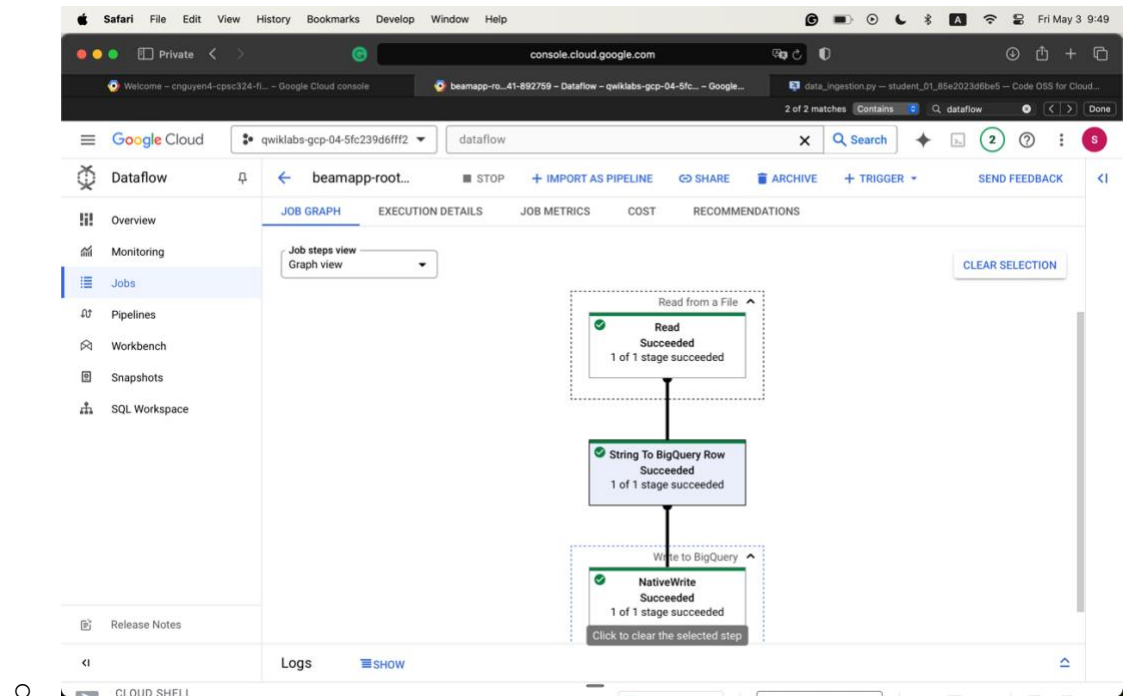 Safari File Edit View History Bookmarks Develop Window Help A Fri May 3 9:49
Private console.cloud.google.com
Welcome – cnguyen4-cpsc324-fi... – Google Cloud console beamapp-ro...41-892759 – Dataflow – qwiklabs-gcp-04-5fc... – Google... data_ingestion.py — student_01_85e2023d6be5 — Code OSS for Cloud...
2 of 2 matches Contains dataflow Done
Google Cloud qwiklabs-gcp-04-5fc239d6fff2 dataflow Search 2 S
Dataflow beamapp-root... STOP + IMPORT AS PIPELINE SHARE ARCHIVE + TRIGGER SEND FEEDBACK
JOB GRAPH EXECUTION DETAILS JOB METRICS COST RECOMMENDATIONS
Overview
Monitoring
Jobs
Pipelines
Workbench
Snapshots
SQL Workspace
Job steps view
Graph view
CLEAR SELECTION
Read from a File
Read
Succeeded
1 of 1 stage succeeded
String To BigQuery Row
Succeeded
1 of 1 stage succeeded
Write to BigQuery
NativeWrite
Succeeded
1 of 1 stage succeeded
Click to clear the selected step
Release Notes
Logs SHOW
CLOUD SHELL